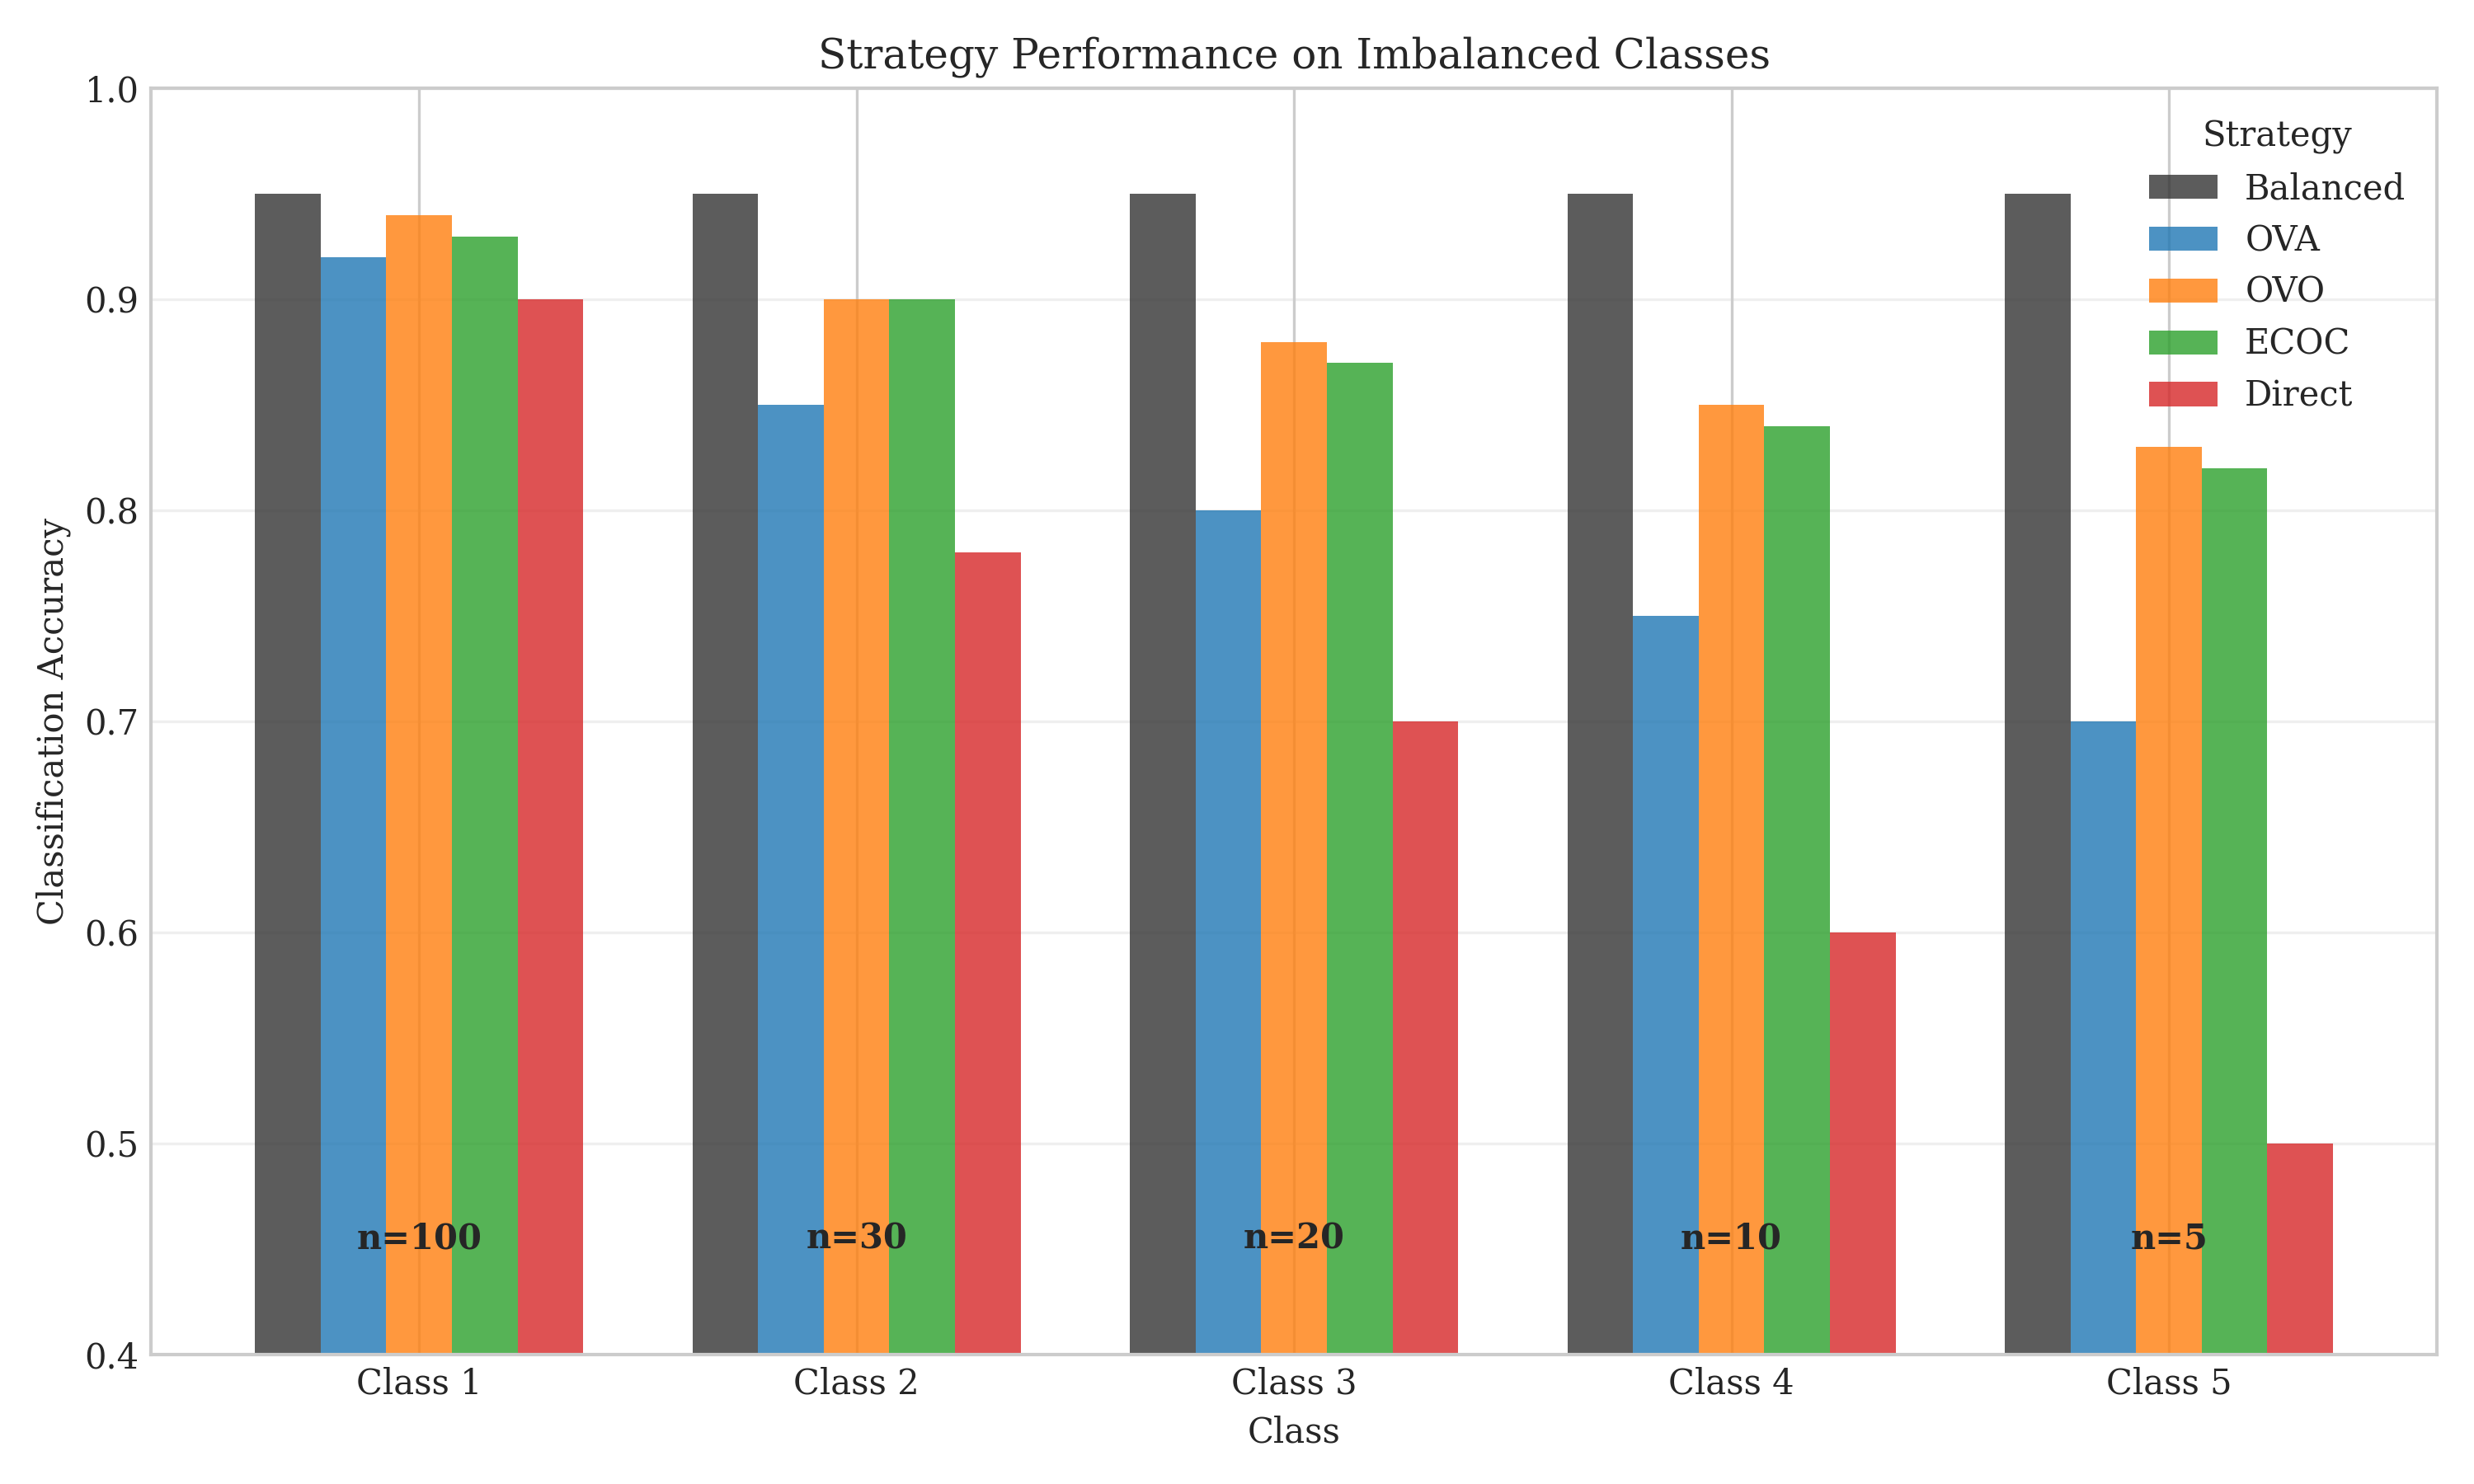 Strategy Performance on Imbalanced Classes
1.0
0.9
0.8
0.7
0.6
0.5
0.4
Classification Accuracy
Strategy
Balanced
OVA
OVO
ECOC
Direct
n=100
n=30
n=20
n=10
n=5
Class 1
Class 2
Class 3
Class 4
Class 5
Class